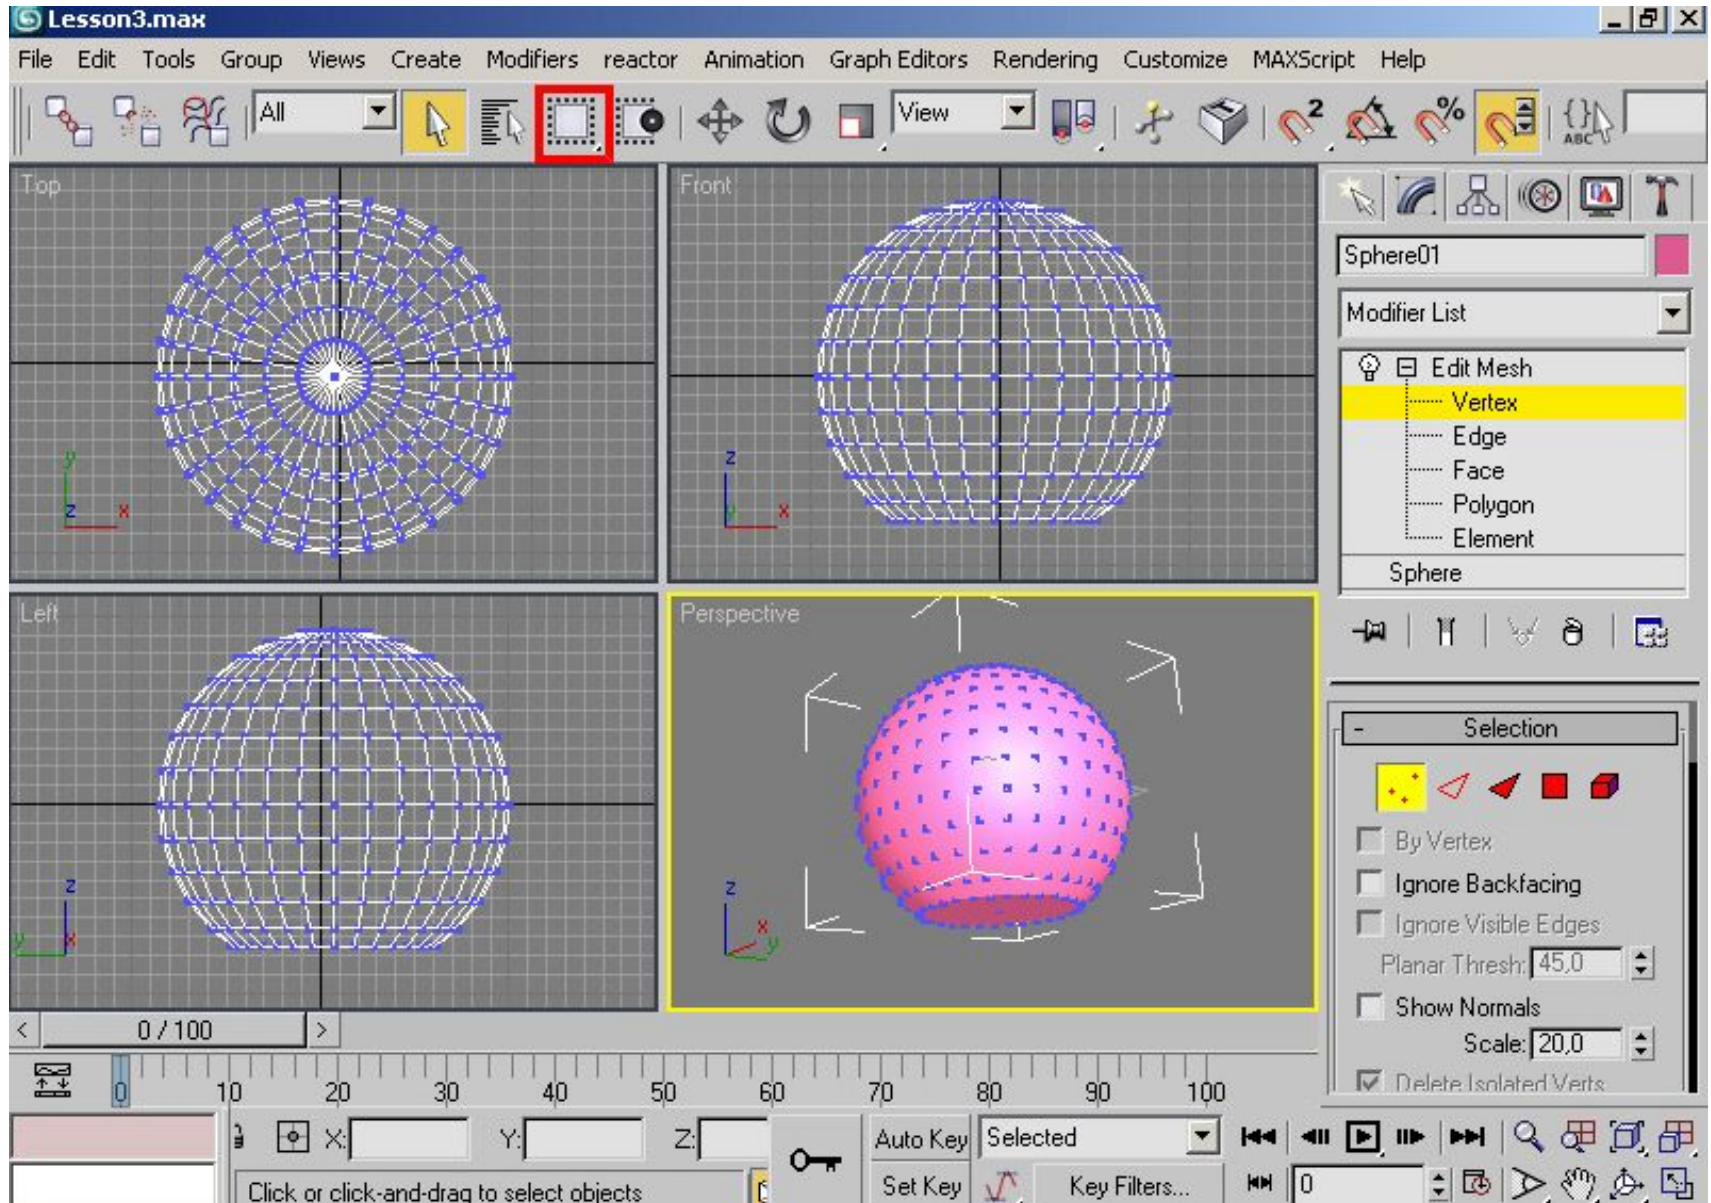 Lesson3.max
File Edit Tools Group Views Create Modifiers reactor Animation Graph Editors Rendering Customize MAXScript Help
All
View
2
%
{} ABC
Top
Front
Sphere01
Modifier List
Edit Mesh
Vertex
Edge
Face
Polygon
Element
Sphere
y
z x
z
y x
Left
Perspective
Selection
By Vertex
Ignore Backfacing
Ignore Visible Edges
Planar Thresh: 45,0
Show Normals
Scale: 20,0
Delete Isolated Verts
z
y x
z
x
y
< 0 / 100 >
0 10 20 30 40 50 60 70 80 90 100
X: Y: Z:
Auto Key Selected
Click or click-and-drag to select objects
Set Key Key Filters... 0